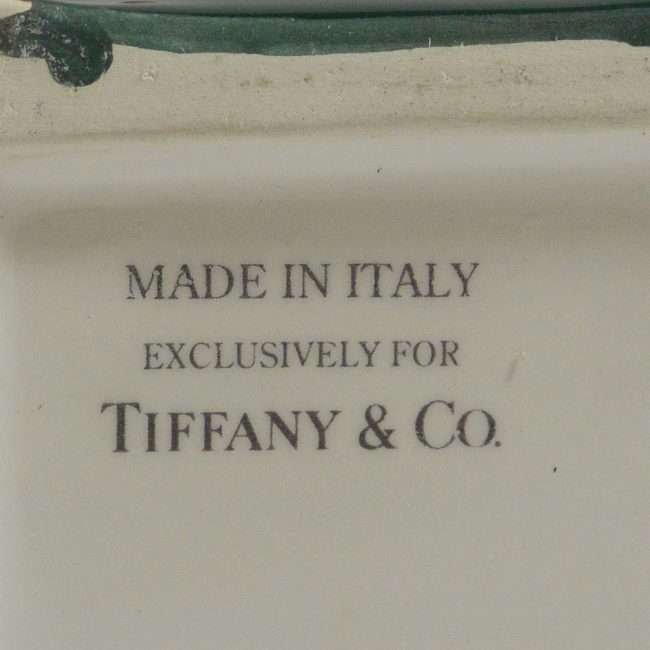 MADE IN ITALY
EXCLUSIVELY FOR
TIFFANY & CO.